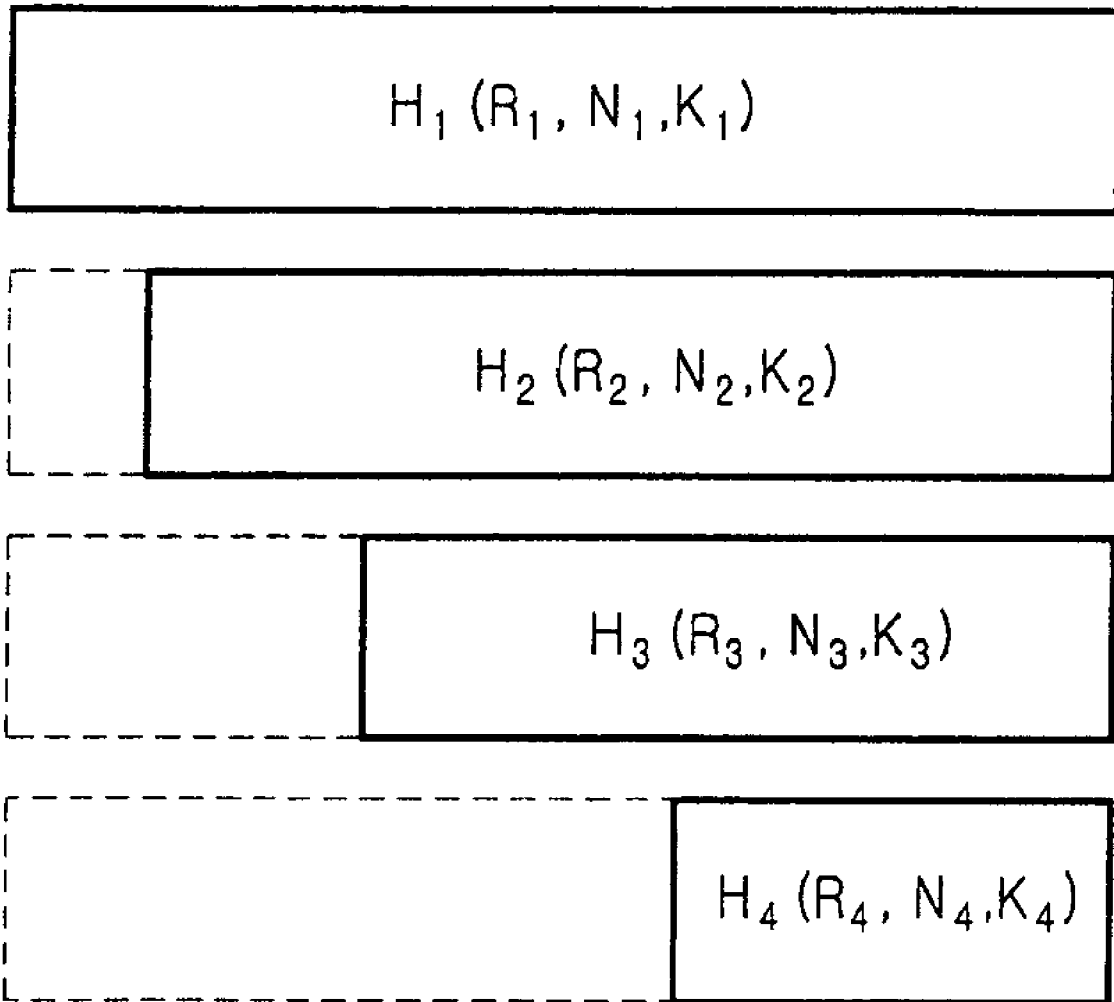 H₁ (R₁, N₁,K₁)
H₂ (R₂, N₂,K₂)
H₃ (R₃, N₃,K₃)
H₄ (R₄, N₄,K₄)